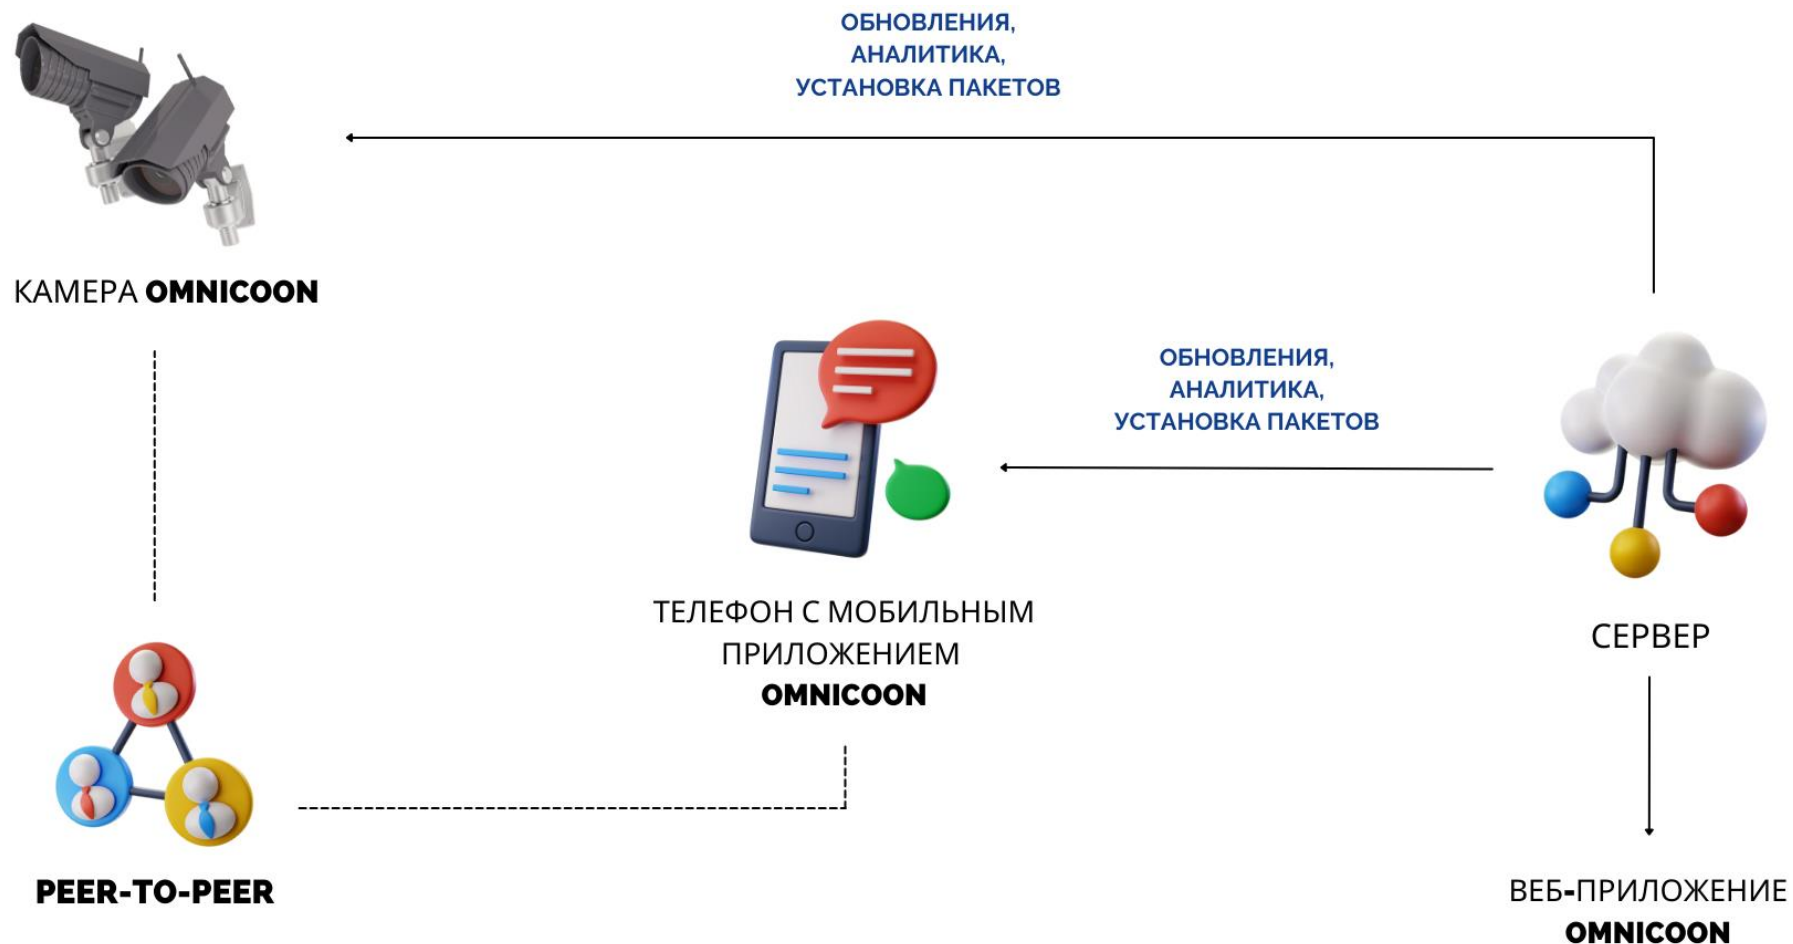 ОБНОВЛЕНИЯ,
АНАЛИТИКА,
УСТАНОВКА ПАКЕТОВ
КАМЕРА OMNICOON
ОБНОВЛЕНИЯ,
АНАЛИТИКА,
УСТАНОВКА ПАКЕТОВ
ТЕЛЕФОН С МОБИЛЬНЫМ
ПРИЛОЖЕНИЕМ
OMNICOON
СЕРВЕР
PEER-TO-PEER
ВЕБ-ПРИЛОЖЕНИЕ
OMNICOON